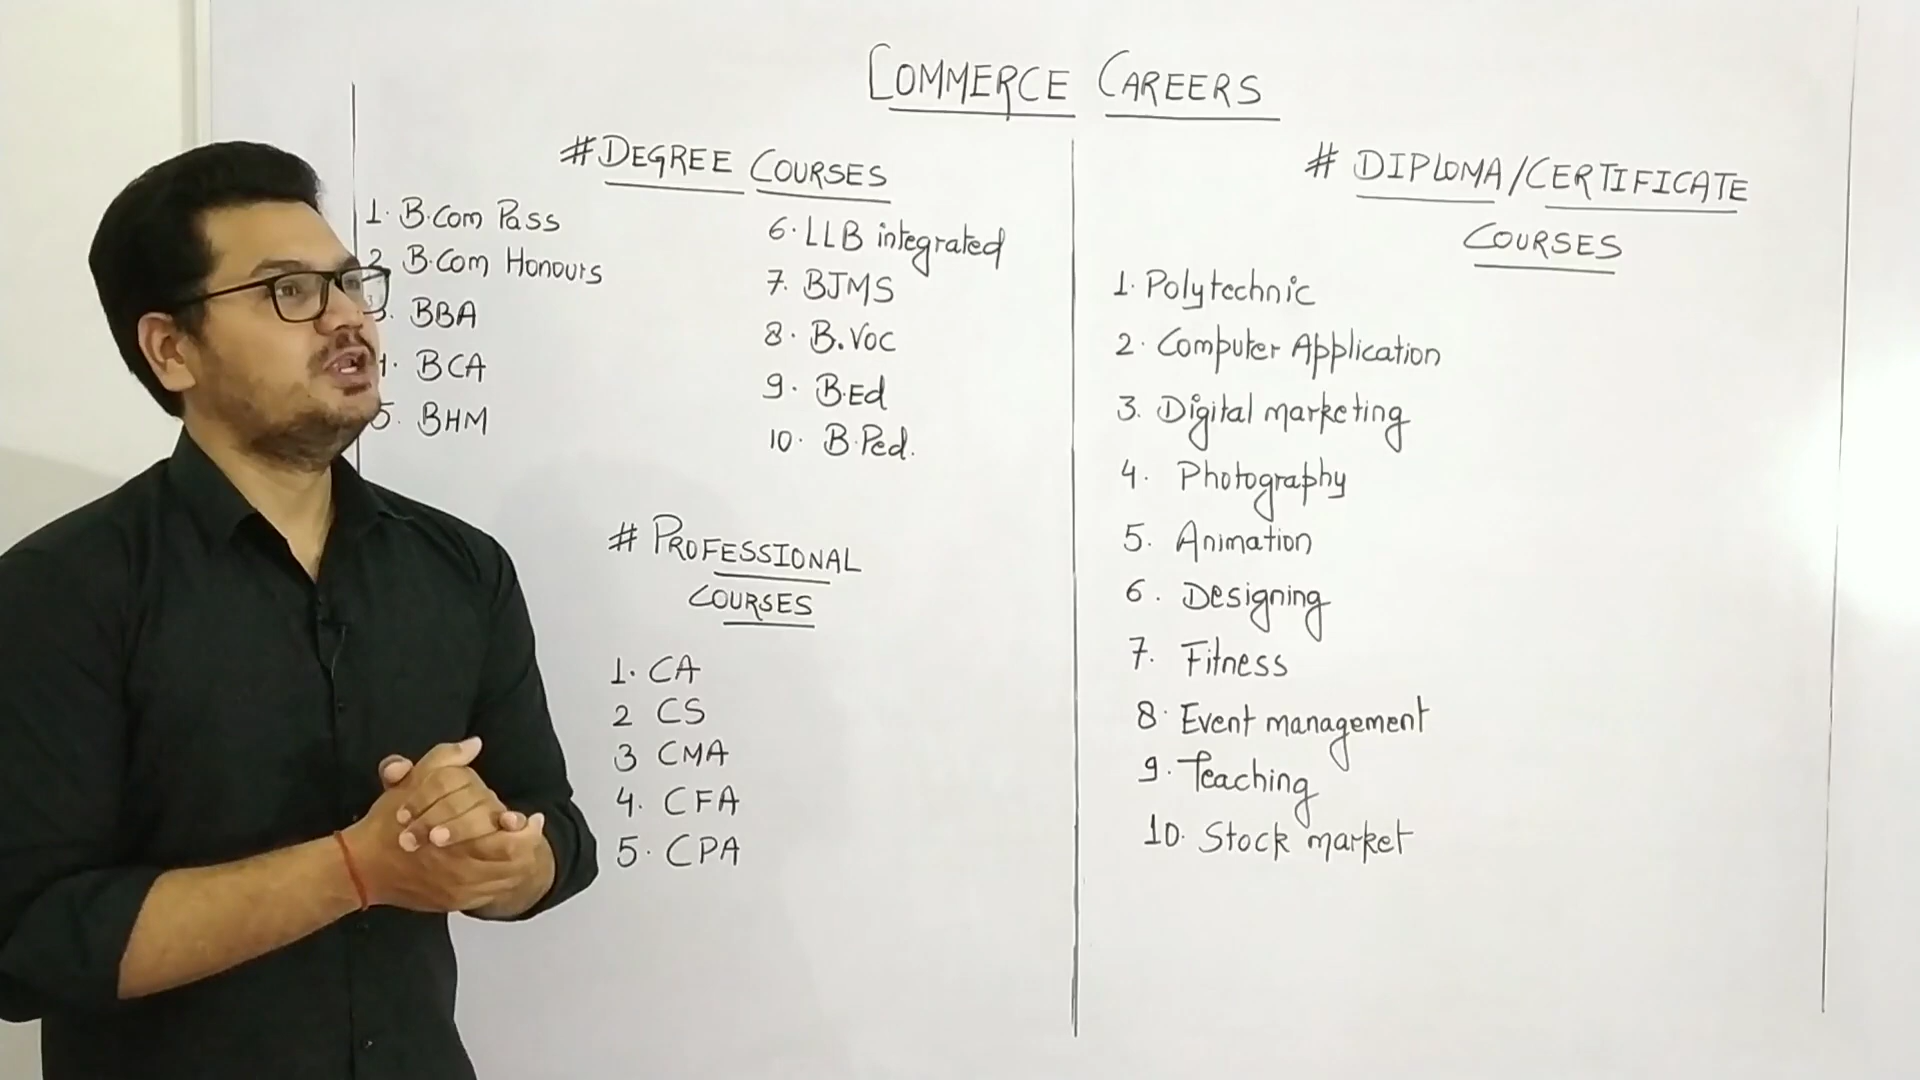 COMMERCE CAREERS
# DEGREE COURSES
1. B.Com Pass
2. B.Com Honours
3. BBA
4. BCA
5. BHM
6. LLB integrated
7. BJMS
8. B.Voc
9. B.Ed
10. B.Ped.
# PROFESSIONAL
COURSES
1. CA
2 CS
3 CMA
4. CFA
5. CPA
# DIPLOMA/CERTIFICATE
COURSES
1. Polytechnic
2. Computer Application
3. Digital marketing
4. Photography
5. Animation
6. Designing
7. Fitness
8. Event management
9. Teaching
10. Stock market